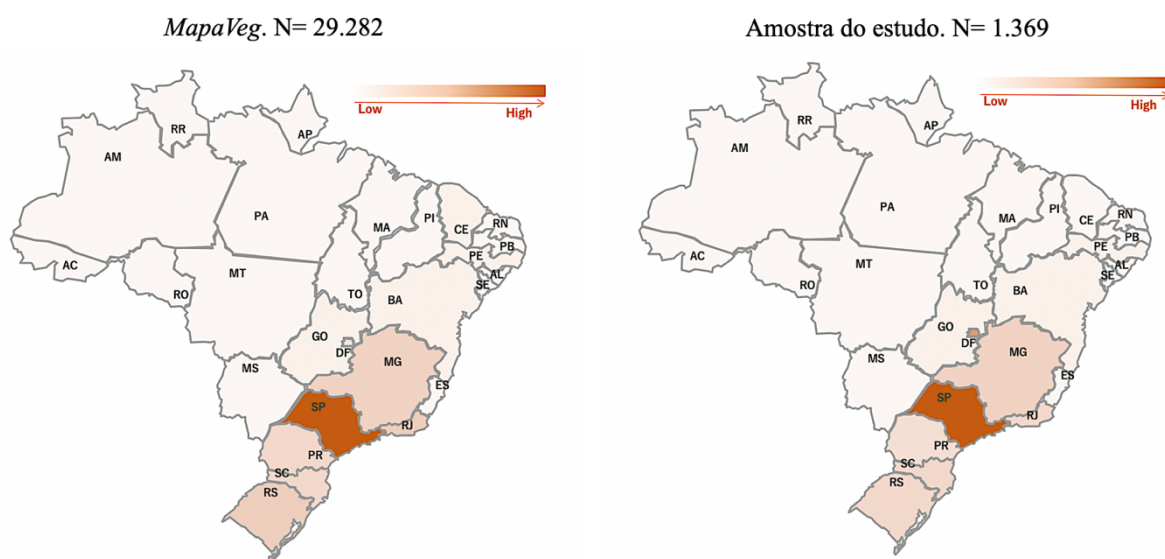 MapaVeg. N= 29.282
Low
High
RR
AP
AM
PA
MA
PI
CE
RN
PB
PE
AL
SE
AC
RO
MT
TO
BA
GO
DF
MS
MG
ES
SP
RJ
PR
SC
RS
Amostra do estudo. N= 1.369
Low
High
RR
AP
AM
PA
MA
PI
CE
RN
PB
PE
AL
SE
AC
RO
MT
TO
BA
GO
DF
MS
MG
ES
SP
RJ
PR
SC
RS